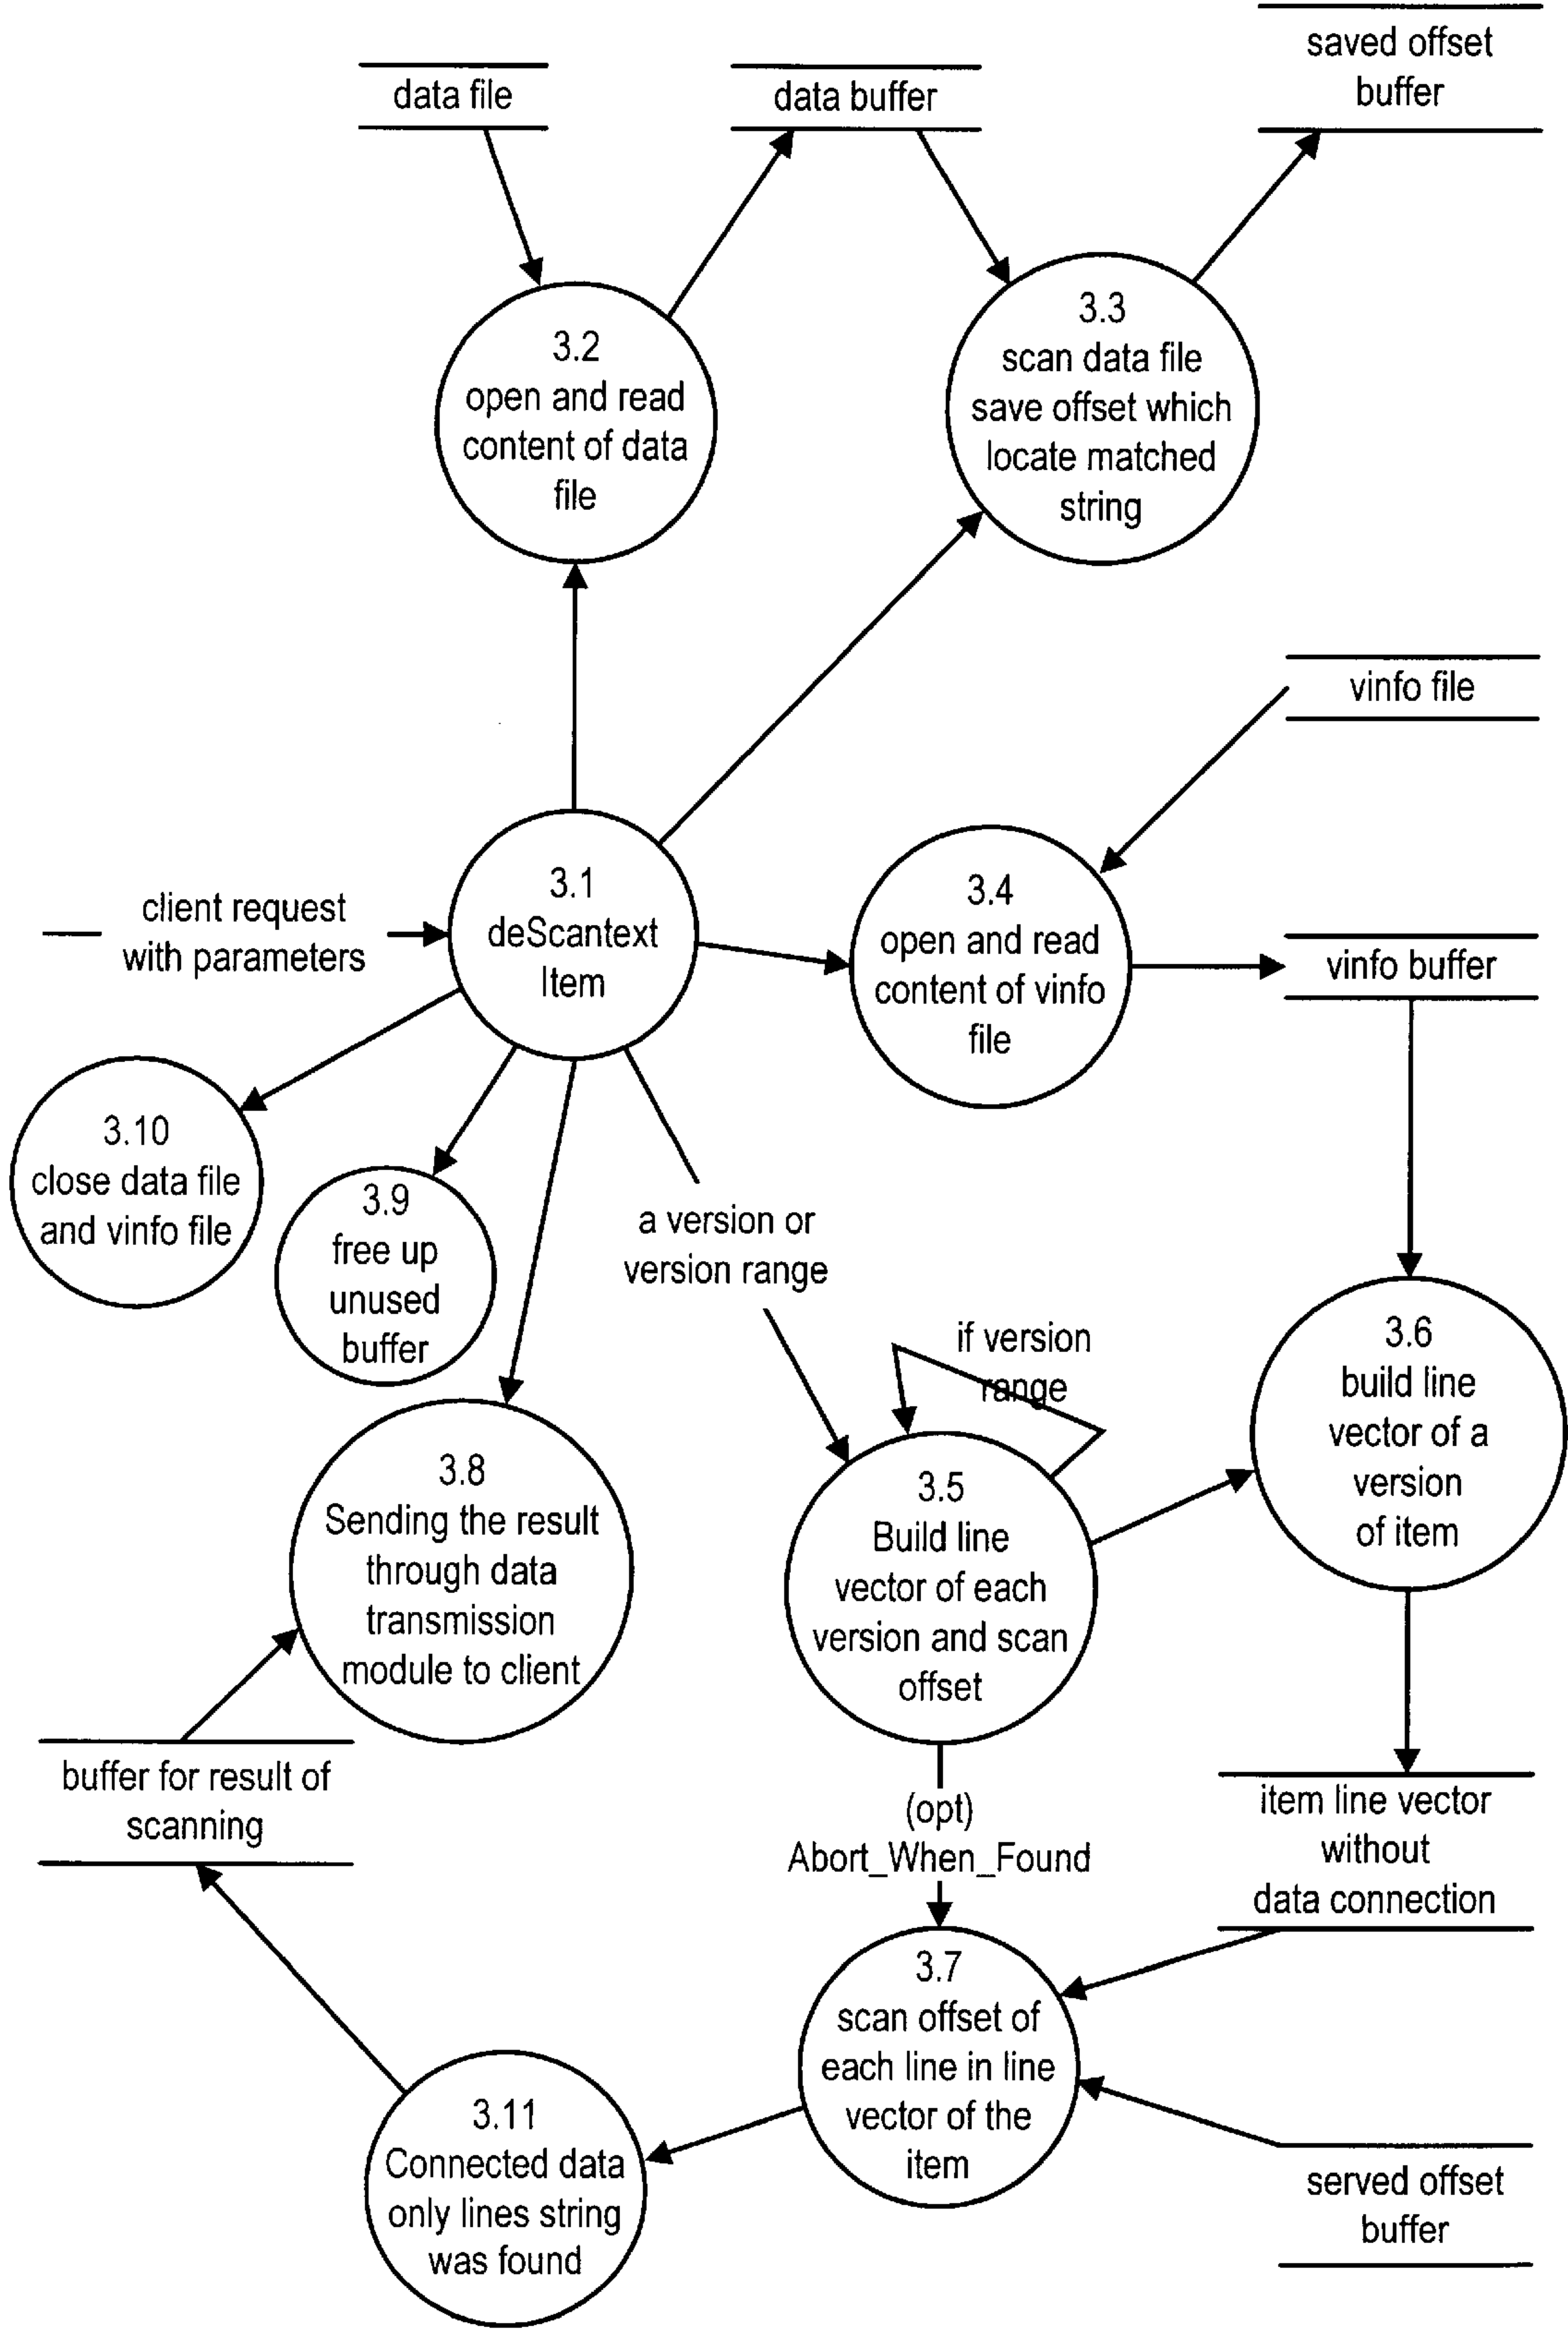 saved offset
buffer
data file
data buffer
3.2
open and read
content of data
file
3.3
scan data file
save offset which
locate matched
string
vinfo file
client request
with parameters
3.1
deScantext
Item
3.4
open and read
content of vinfo
file
vinfo buffer
3.10
close data file
and vinfo file
3.9
free up
unused
buffer
a version or
version range
if version
range
3.6
build line
vector of a
version
of item
3.8
Sending the result
through data
transmission
module to client
3.5
Build line
vector of each
version and scan
offset
buffer for result of
scanning
(opt)
Abort_When_Found
item line vector
without
data connection
3.7
scan offset of
each line in line
vector of the
item
3.11
Connected data
only lines string
was found
served offset
buffer